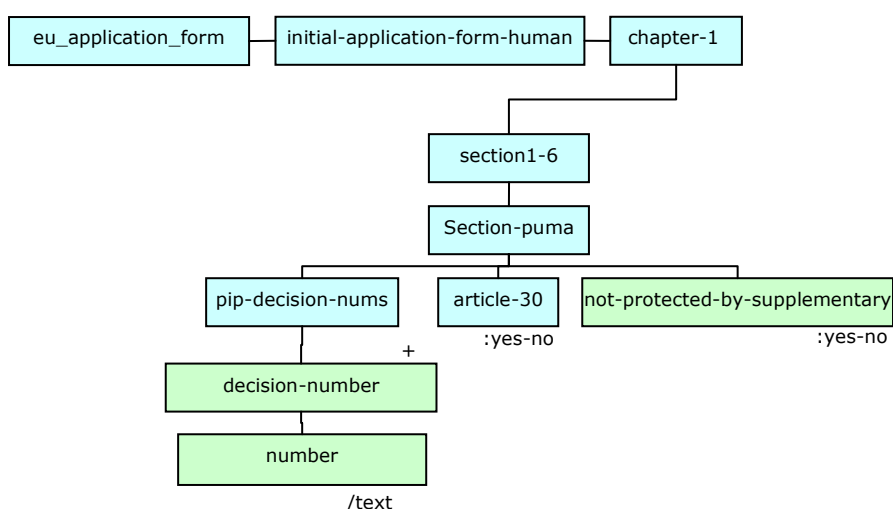 eu_application_form
initial-application-form-human
chapter-1
section1-6
Section-puma
pip-decision-nums
article-30
not-protected-by-supplementary
:yes-no
:yes-no
+
decision-number
number
/text